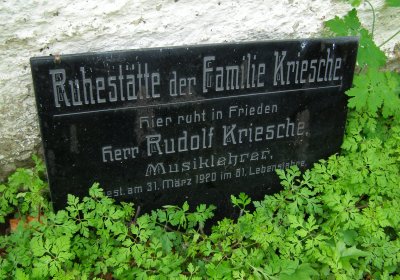 Ruhestätte der Familie Kriesche.
Hier ruht in Frieden
Herr Rudolf Kriesche,
Musiklehrer,
gest. am 31. März 1920 im 81. Lebensjahre.